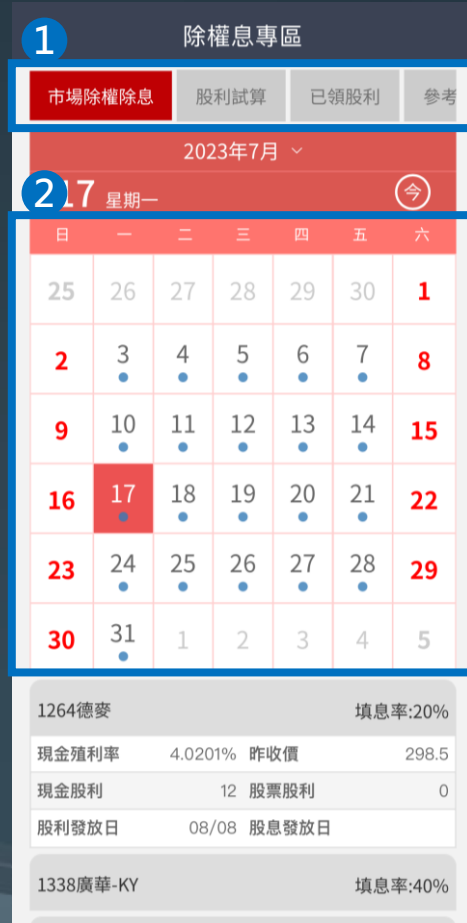 除權息專區
1
市場除權除息 股利試算 已領股利 參考
2023年7月
2 17 星期一 今
日 一 二 三 四 五 六
25 26 27 28 29 30 1
2 3 4 5 6 7 8
9 10 11 12 13 14 15
16 17 18 19 20 21 22
23 24 25 26 27 28 29
30 31 1 2 3 4 5
1264德麥 填息率:20%
現金殖利率 4.0201% 昨收價 298.5
現金股利 12 股票股利 0
股利發放日 08/08 股息發放日
1338廣華-KY 填息率:40%